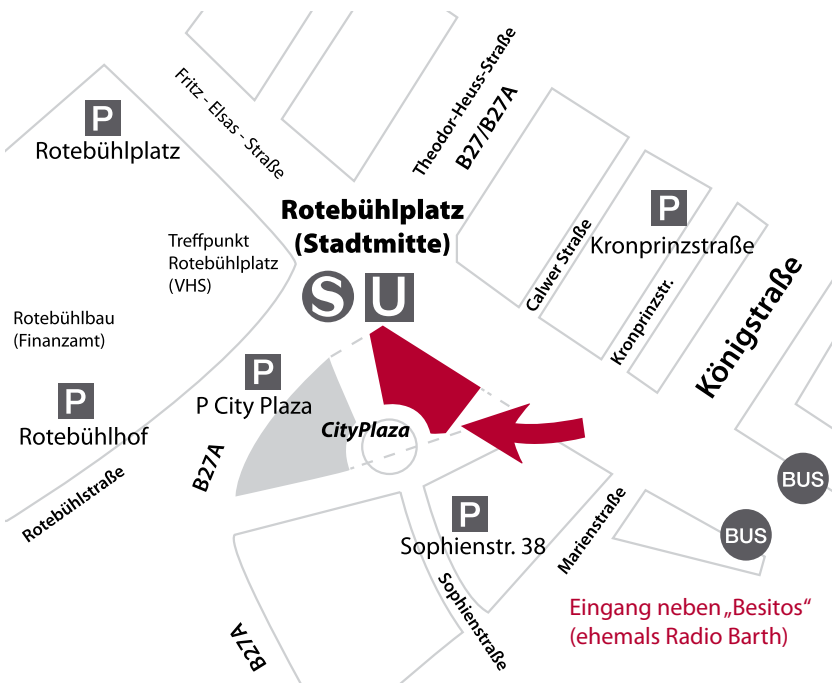 Fritz - Elsas - Straße
Theodor-Heuss-Straße
B27/B27A
P
Rotebühlplatz
Rotebühlplatz
(Stadtmitte)
P
Kronprinzstraße
Treffpunkt
Rotebühlplatz
(VHS)
S U
Calwer Straße
Kronprinzstr.
Königstraße
Rotebühlbau
(Finanzamt)
P
P City Plaza
P
Rotebühlhof
CityPlaza
B27A
Rotebühlstraße
BUS
BUS
P
Sophienstr. 38
Marienstraße
Sophienstraße
B27A
Eingang neben „Besitos“
(ehemals Radio Barth)